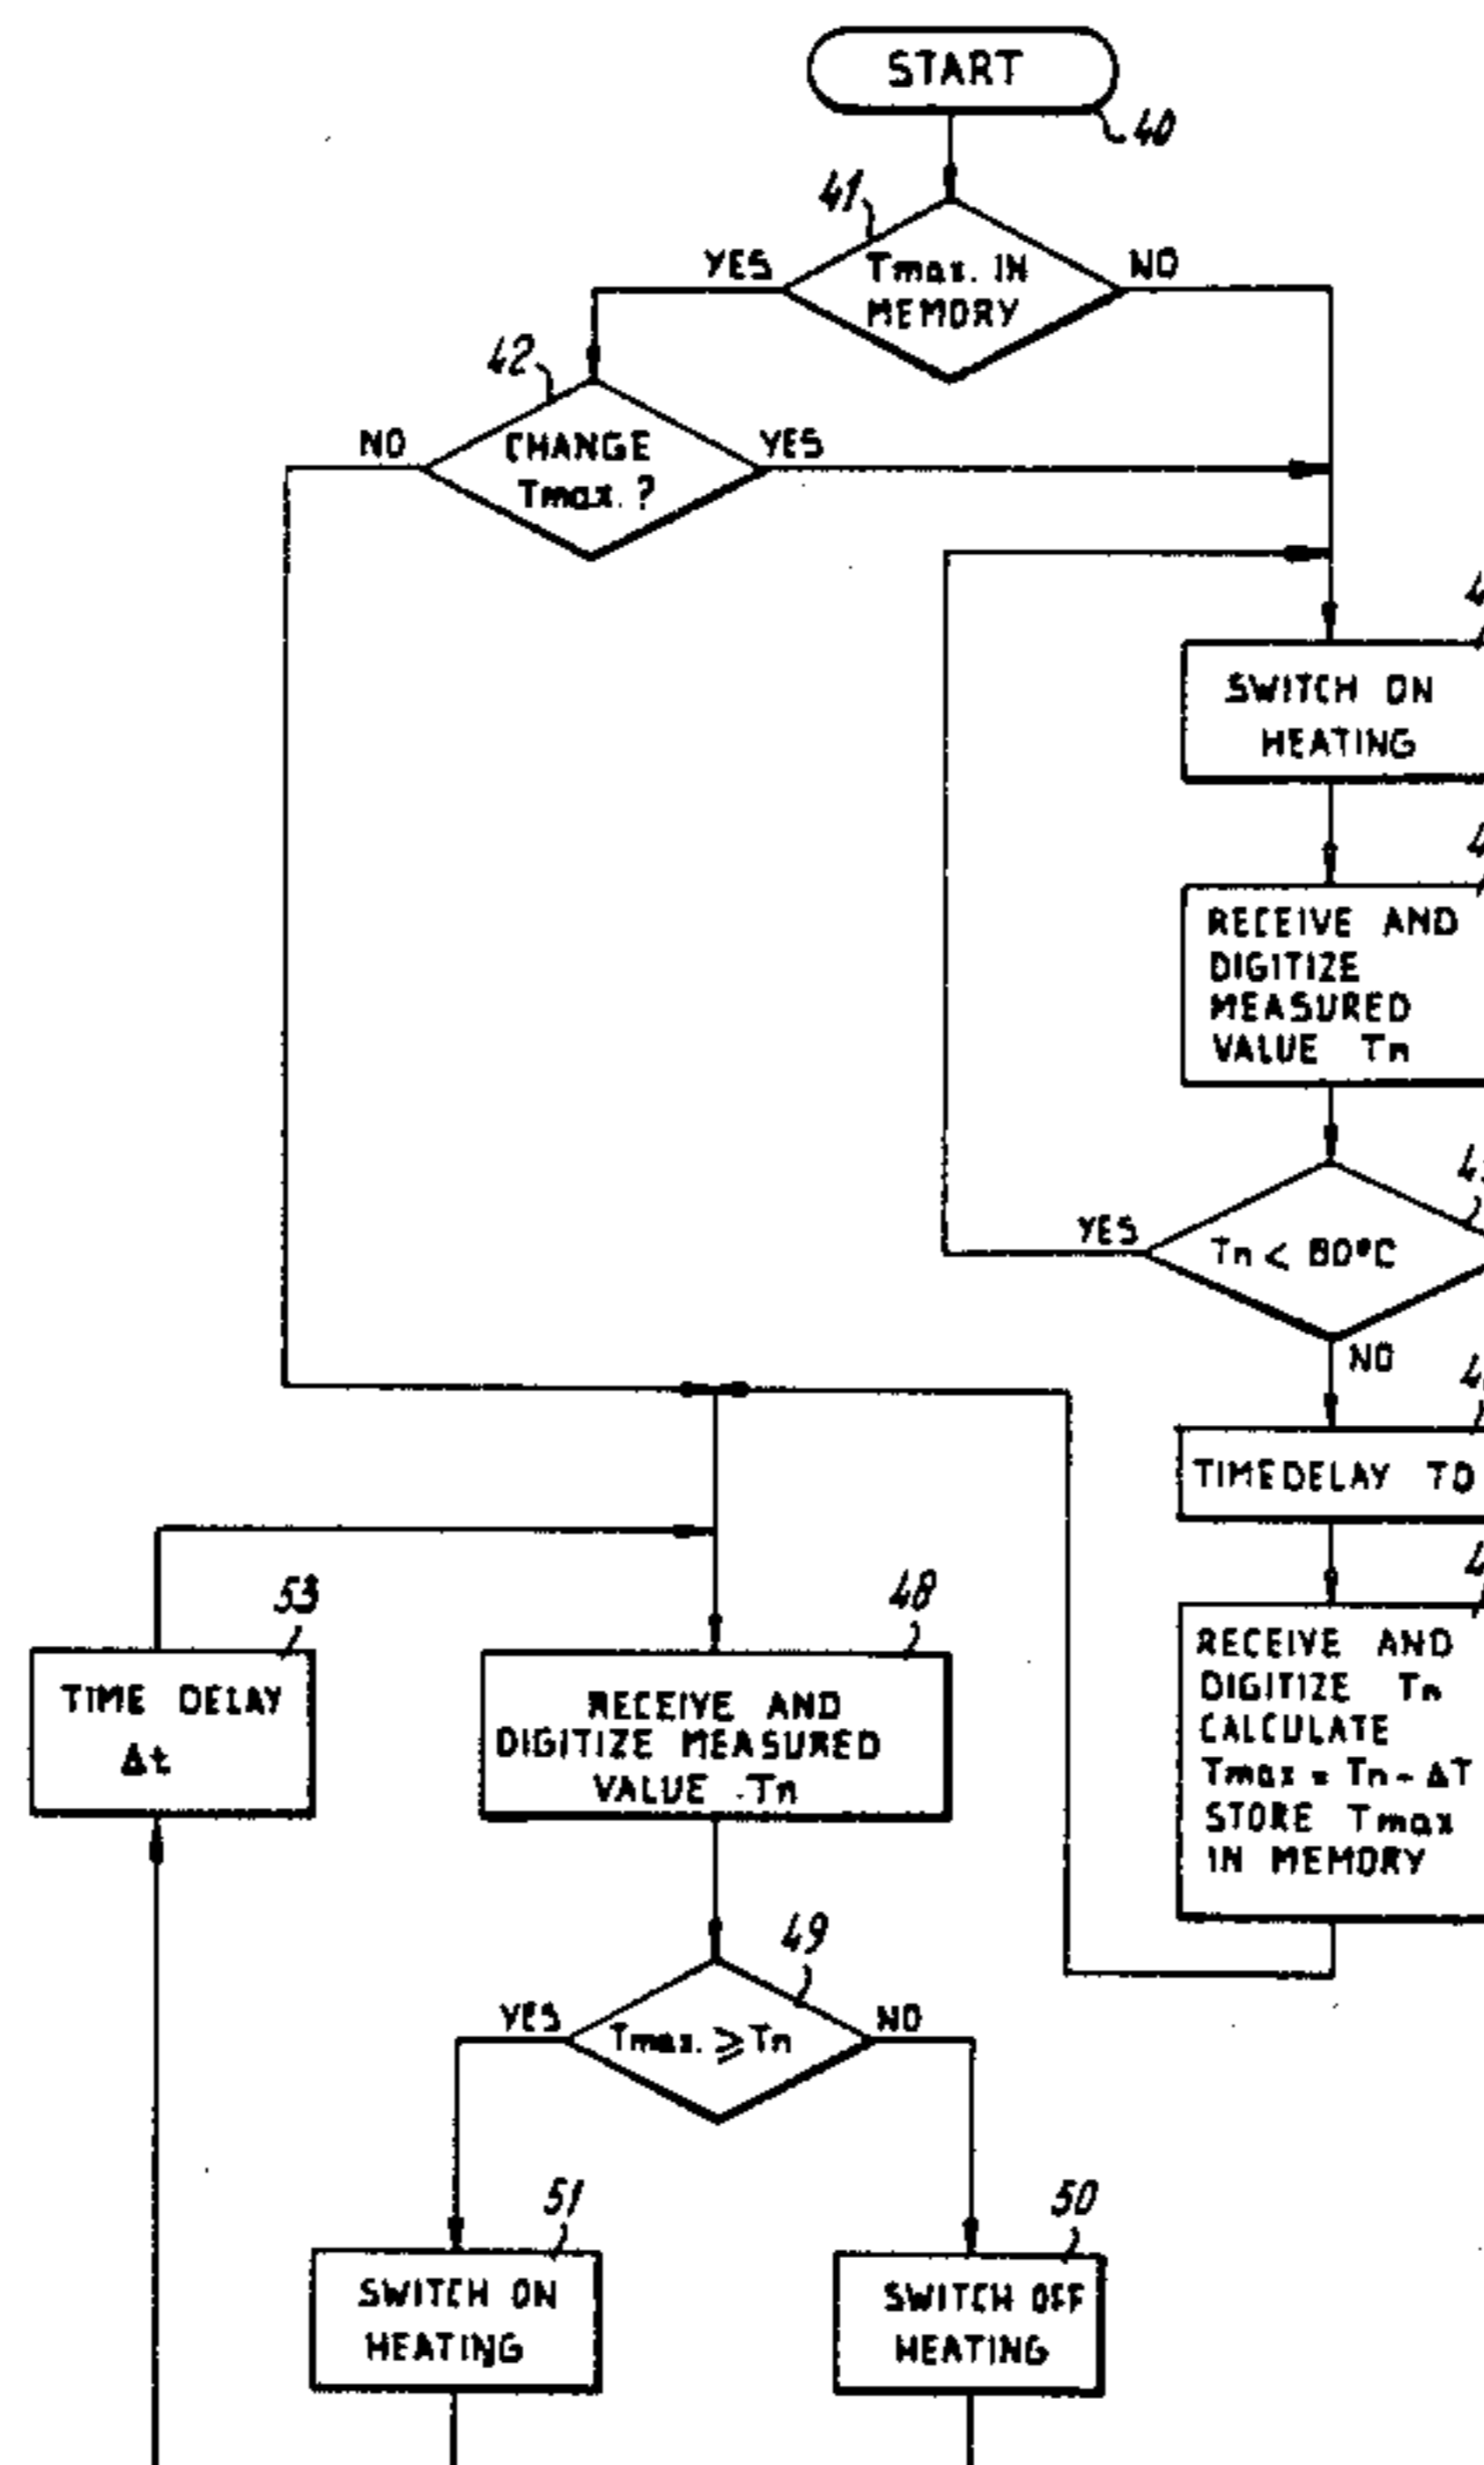 START
40
41
YES
Tmax. IN
MEMORY
NO
42
NO
CHANGE
Tmax. ?
YES
SWITCH ON
HEATING
RECEIVE AND
DIGITIZE
MEASURED
VALUE Tn
YES
Tn < 80°C
NO
TIMEDELAY TO
53
TIME DELAY
Δt
48
RECEIVE AND
DIGITIZE MEASURED
VALUE Tn
RECEIVE AND
DIGITIZE Tn
CALCULATE
Tmax = Tn - ΔT
STORE Tmax
IN MEMORY
49
YES
Tmax. ⩾ Tn
NO
51
SWITCH ON
HEATING
50
SWITCH OFF
HEATING